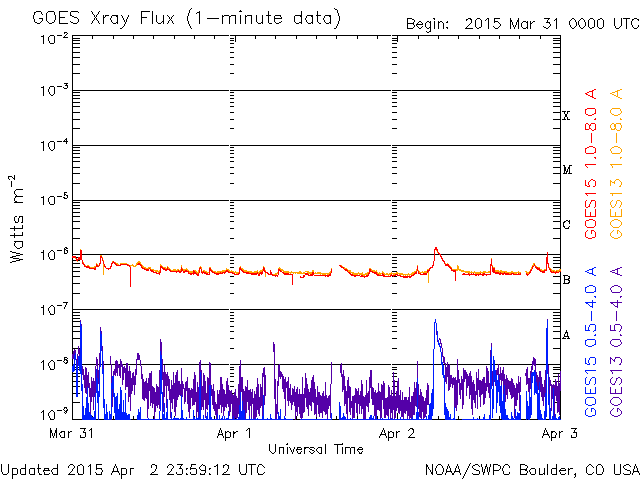 GOES Xray Flux (1-minute data)
Begin: 2015 Mar 31 0000 UTC
10⁻²
10⁻³
10⁻⁴
10⁻⁵
10⁻⁶
10⁻⁷
10⁻⁸
10⁻⁹
Watts m⁻²
X
M
C
B
A
GOES15 1.0-8.0 A
GOES13 1.0-8.0 A
GOES15 0.5-4.0 A
GOES13 0.5-4.0 A
Mar 31 Apr 1 Apr 2 Apr 3
Universal Time
Updated 2015 Apr 2 23:59:12 UTC
NOAA/SWPC Boulder, CO USA